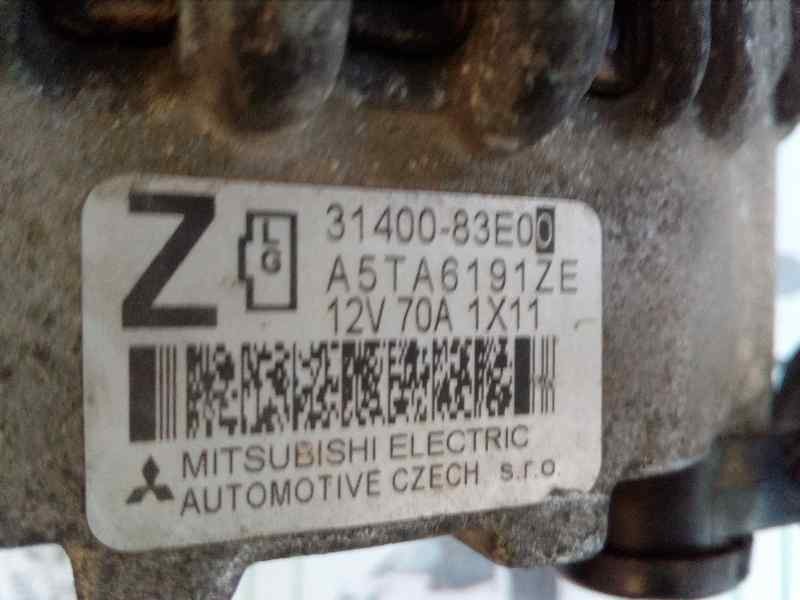 Z
L
G
31400-83E00
A5TA6191ZE
12V 70A 1X11
MITSUBISHI ELECTRIC
AUTOMOTIVE CZECH s.r.o.